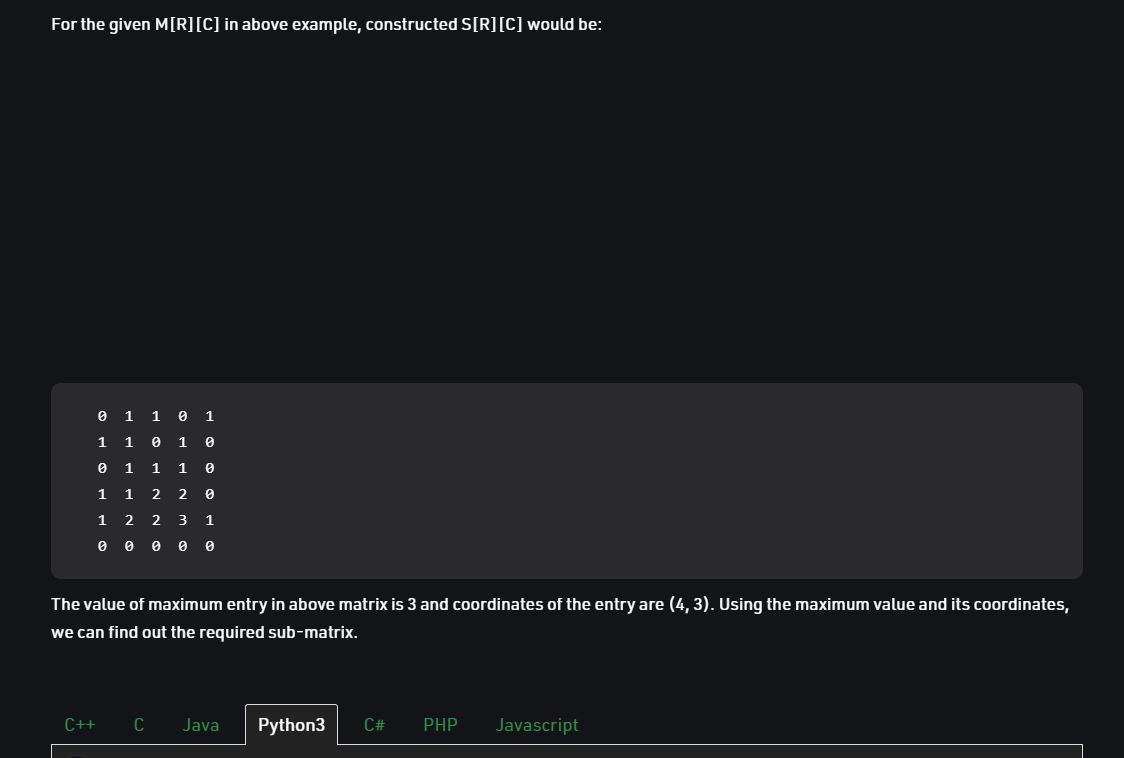 For the given M[R][C] in above example, constructed S[R][C] would be:
0 1 1 0 1
1 1 0 1 0
0 1 1 1 0
1 1 2 2 0
1 2 2 3 1
0 0 0 0 0
The value of maximum entry in above matrix is 3 and coordinates of the entry are (4, 3). Using the maximum value and its coordinates,
we can find out the required sub-matrix.
C++ C Java Python3 C# PHP Javascript